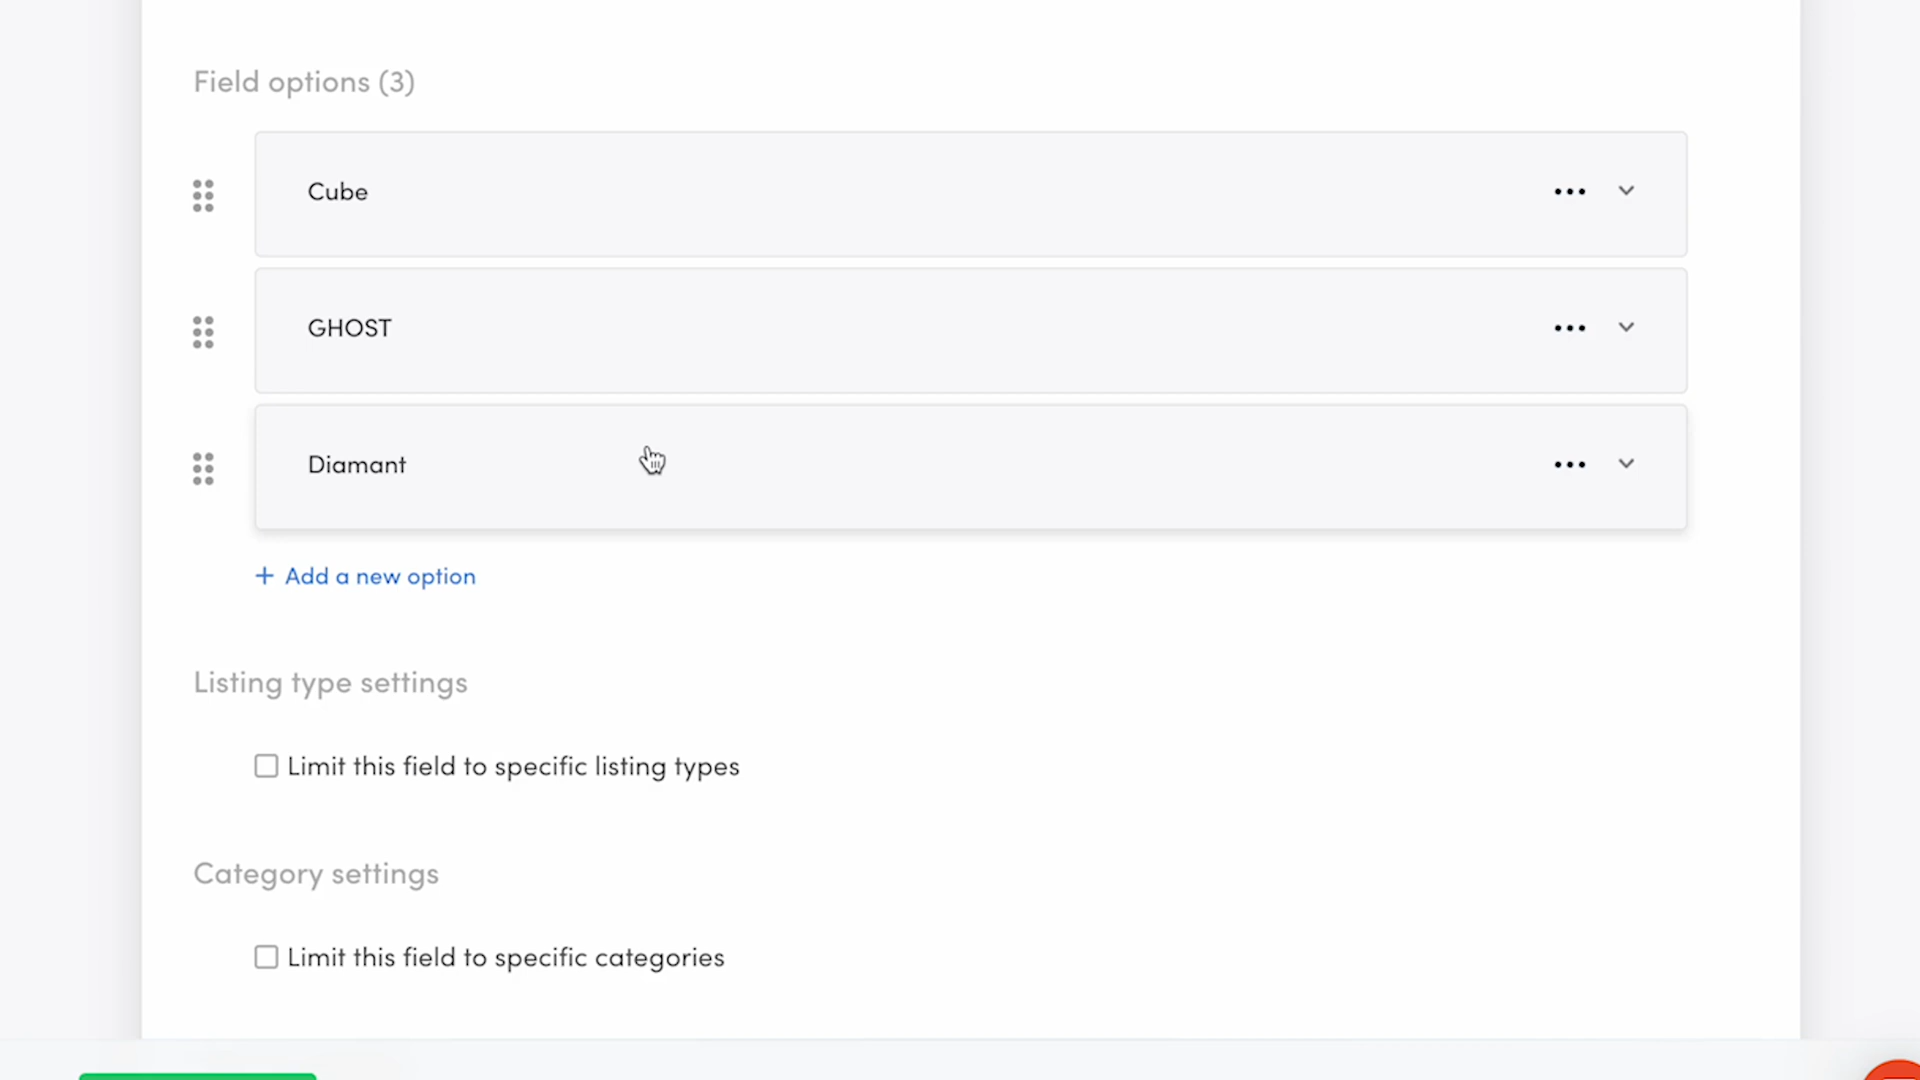 Field options (3)
Cube
GHOST
Diamant
+ Add a new option
Listing type settings
Limit this field to specific listing types
Category settings
Limit this field to specific categories